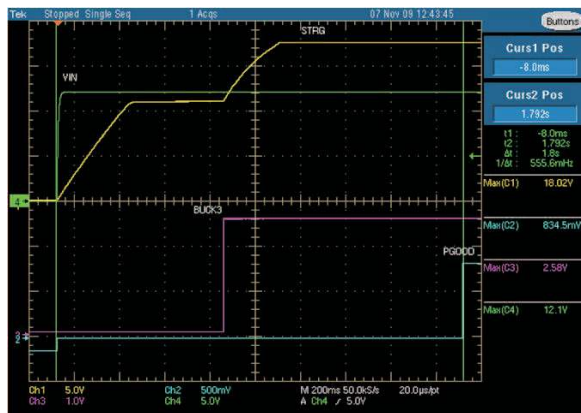 Tek Stopped Single Seq 1 Acqs 07 Nov 09 12:43:45
Buttons
STRG
VIN
Curs1 Pos
-8.0ms
Curs2 Pos
1.792s
t1 : -8.0ms
t2 : 1.792s
Δt : 1.8s
1/Δt : 555.6mHz
4
Max(C1) 18.02V
BUCK3
Max(C2) 834.5mV
PGOOD
Max(C3) 2.58V
Max(C4) 12.1V
Ch1 5.0V Ch2 500mV M 200ms 50.0kS/s 20.0µs/pt
Ch3 1.0V Ch4 5.0V A Ch4 ∕ 5.0V